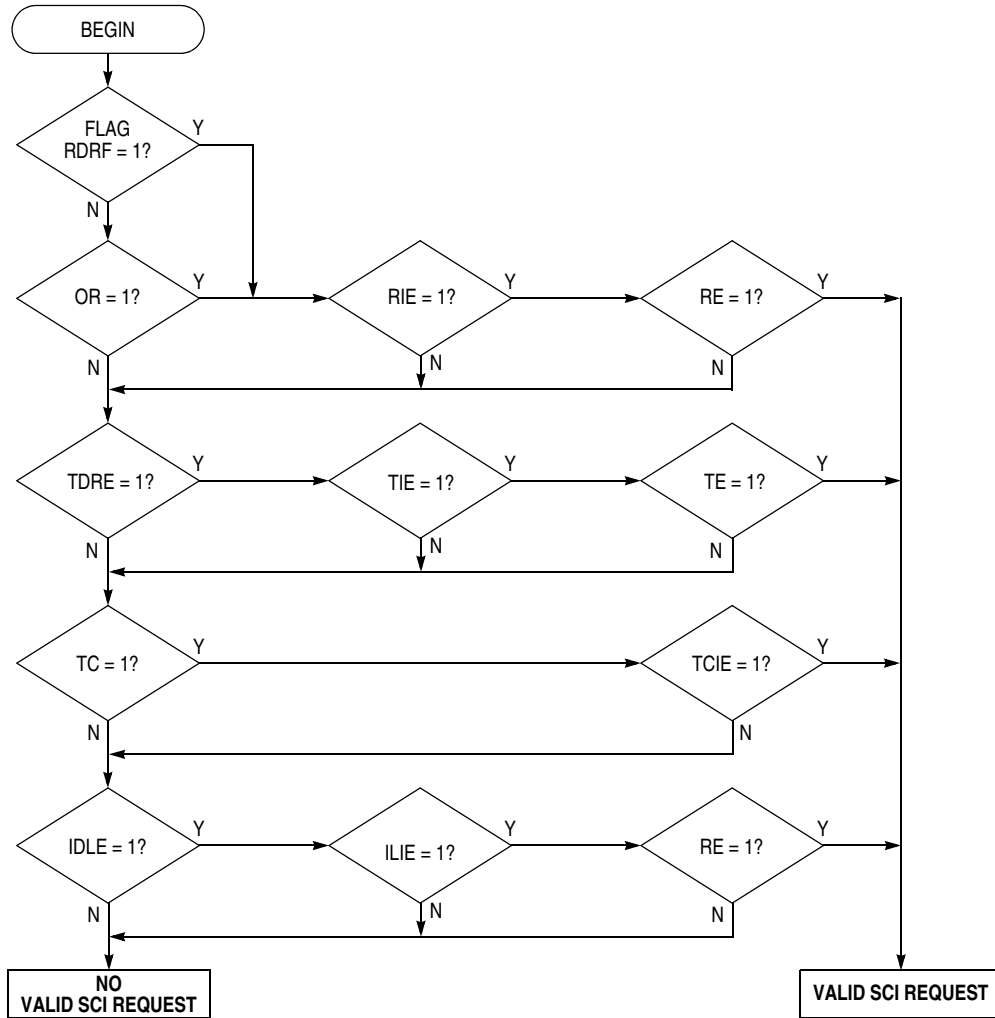 BEGIN
FLAG
RDRF = 1?
Y
N
OR = 1?
Y
RIE = 1?
Y
RE = 1?
Y
N
N
N
TDRE = 1?
Y
TIE = 1?
Y
TE = 1?
Y
N
N
N
TC = 1?
Y
TCIE = 1?
Y
N
N
IDLE = 1?
Y
ILIE = 1?
Y
RE = 1?
Y
N
N
N
NO
VALID SCI REQUEST
VALID SCI REQUEST